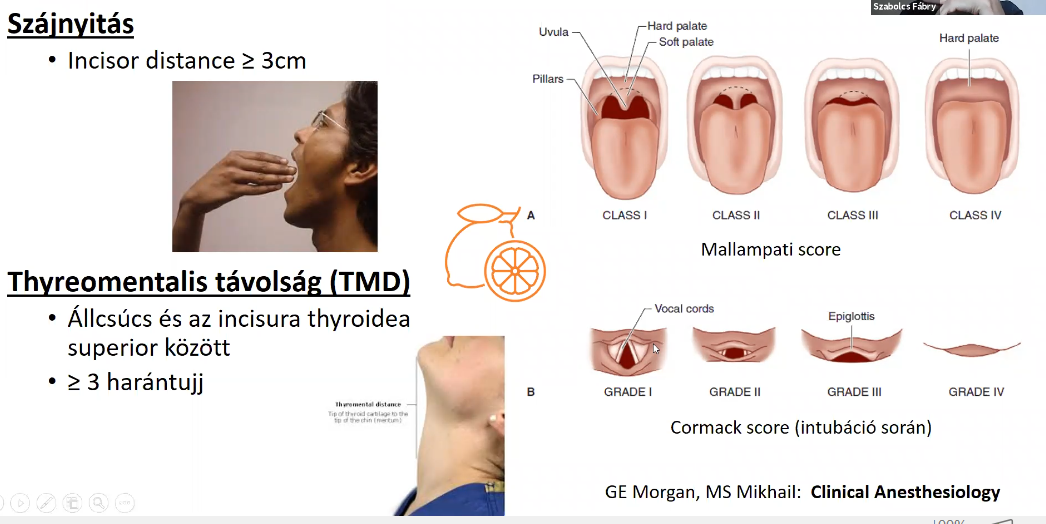 Szabolcs Fábry
Szájnyitás
• Incisor distance ≥ 3cm
Thyreomentalis távolság (TMD)
• Állcsúcs és az incisura thyroidea
superior között
• ≥ 3 harántujj
Thyromental distance
Tip of thyroid cartilage to the
tip of the chin (mentum)
Uvula
Hard palate
Soft palate
Pillars
Hard palate
A
CLASS I
CLASS II
CLASS III
CLASS IV
Mallampati score
Vocal cords
Epiglottis
B
GRADE I
GRADE II
GRADE III
GRADE IV
Cormack score (intubáció során)
GE Morgan, MS Mikhail: Clinical Anesthesiology